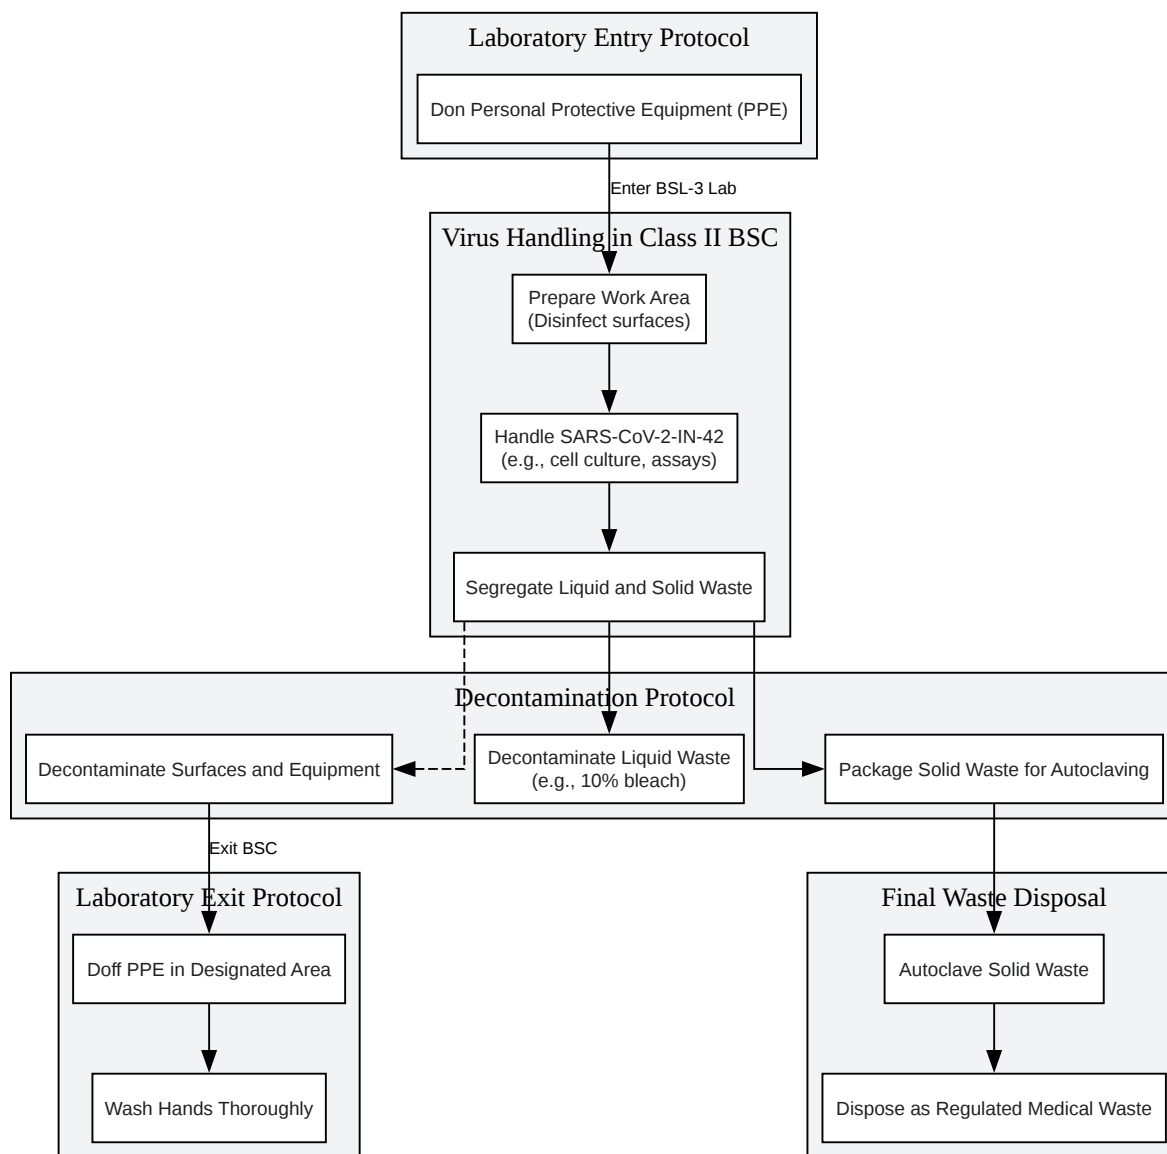 Laboratory Entry Protocol
Don Personal Protective Equipment (PPE)
Enter BSL-3 Lab
Virus Handling in Class II BSC
Prepare Work Area
(Disinfect surfaces)
Handle SARS-CoV-2-IN-42
(e.g., cell culture, assays)
Segregate Liquid and Solid Waste
Decontamination Protocol
Decontaminate Surfaces and Equipment
Decontaminate Liquid Waste
(e.g., 10% bleach)
Package Solid Waste for Autoclaving
Exit BSC
Laboratory Exit Protocol
Doff PPE in Designated Area
Wash Hands Thoroughly
Final Waste Disposal
Autoclave Solid Waste
Dispose as Regulated Medical Waste